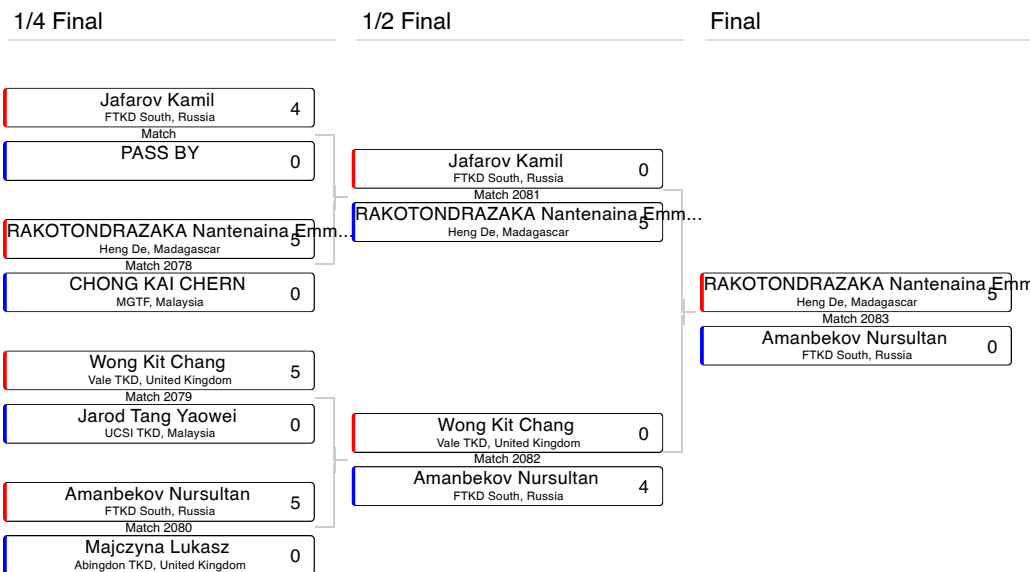 1/4 Final
1/2 Final
Final
Jafarov Kamil
FTKD South, Russia
4
Match
PASS BY
0
RAKOTONDRAZAKA Nantenaina Emm...
Heng De, Madagascar
5
Match 2078
CHONG KAI CHERN
MGTF, Malaysia
0
Wong Kit Chang
Vale TKD, United Kingdom
5
Match 2079
Jarod Tang Yaowei
UCSI TKD, Malaysia
0
Amanbekov Nursultan
FTKD South, Russia
5
Match 2080
Majczyna Lukasz
Abingdon TKD, United Kingdom
0
Jafarov Kamil
FTKD South, Russia
0
Match 2081
RAKOTONDRAZAKA Nantenaina Emm...
Heng De, Madagascar
5
Wong Kit Chang
Vale TKD, United Kingdom
0
Match 2082
Amanbekov Nursultan
FTKD South, Russia
4
RAKOTONDRAZAKA Nantenaina Emm
Heng De, Madagascar
5
Match 2083
Amanbekov Nursultan
FTKD South, Russia
0